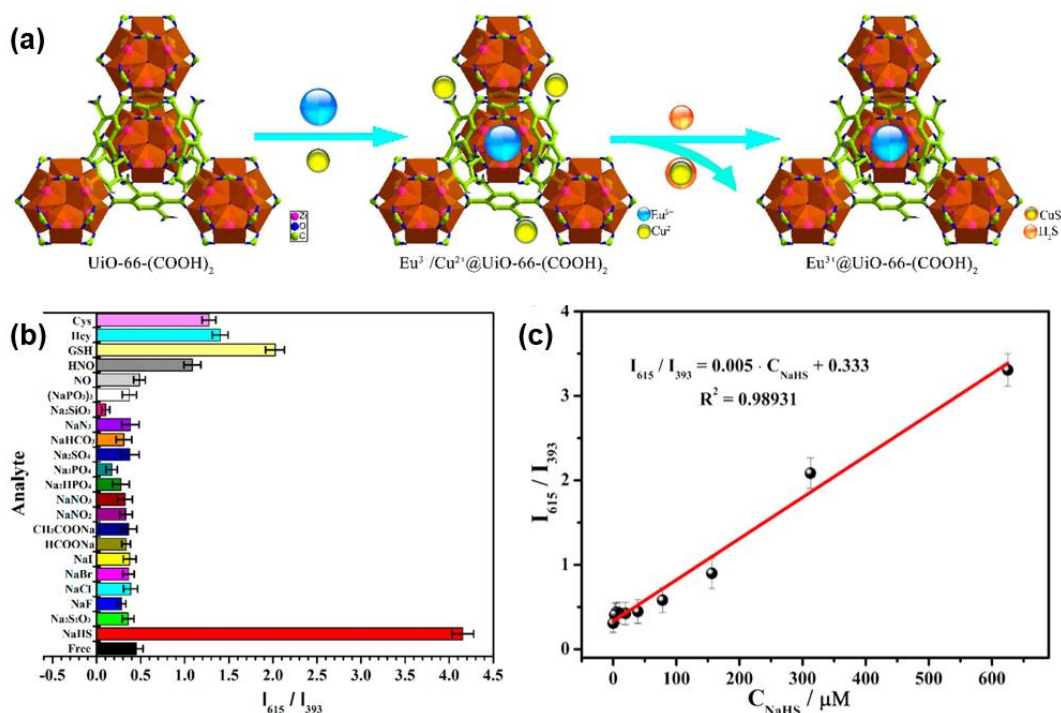 (a)
Zr
O
C
Eu³⁺
Cu²
CuS
H₂S
UiO-66-(COOH)₂
Eu³ /Cu²⁺@UiO-66-(COOH)₂
Eu³⁺@UiO-66-(COOH)₂
(b)
Analyte
Cys
Hcy
GSH
HNO
NO
(NaPO₃)₃
Na₂SiO₃
NaN₃
NaHCO₃
Na₂SO₄
Na₃PO₄
Na₂HPO₄
NaNO₃
NaNO₂
CH₃COONa
HCOONa
NaI
NaBr
NaCl
NaF
Na₂S₂O₃
NaHS
Free
-0.5 0.0 0.5 1.0 1.5 2.0 2.5 3.0 3.5 4.0 4.5
I₆₁₅ / I₃₉₃
(c)
I₆₁₅ / I₃₉₃
4
3
2
1
0
I₆₁₅ / I₃₉₃ = 0.005 · C_NaHS + 0.333
R² = 0.98931
0 100 200 300 400 500 600
C_NaHS / μM